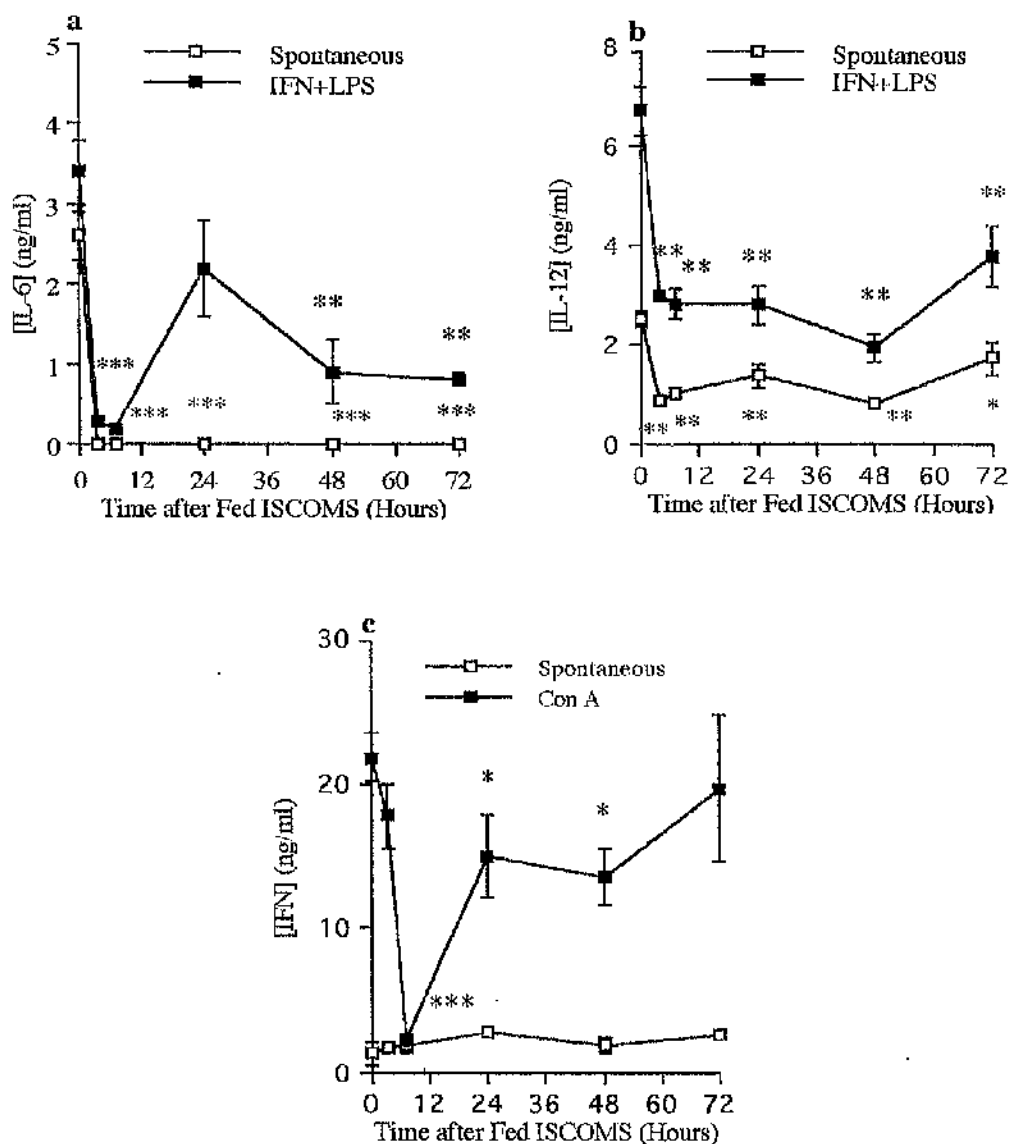 a
5
4
3
2
1
0
[IL-6] (ng/ml)
Spontaneous
IFN+LPS
***
***
***
**
***
**
***
0 12 24 36 48 60 72
Time after Fed ISCOMS (Hours)
b
8
6
4
2
0
[IL-12] (ng/ml)
Spontaneous
IFN+LPS
**
**
**
**
**
**
**
**
**
*
0 12 24 36 48 60 72
Time after Fed ISCOMS (Hours)
c
30
20
10
0
[IFN] (ng/ml)
Spontaneous
Con A
***
*
*
0 12 24 36 48 60 72
Time after Fed ISCOMS (Hours)